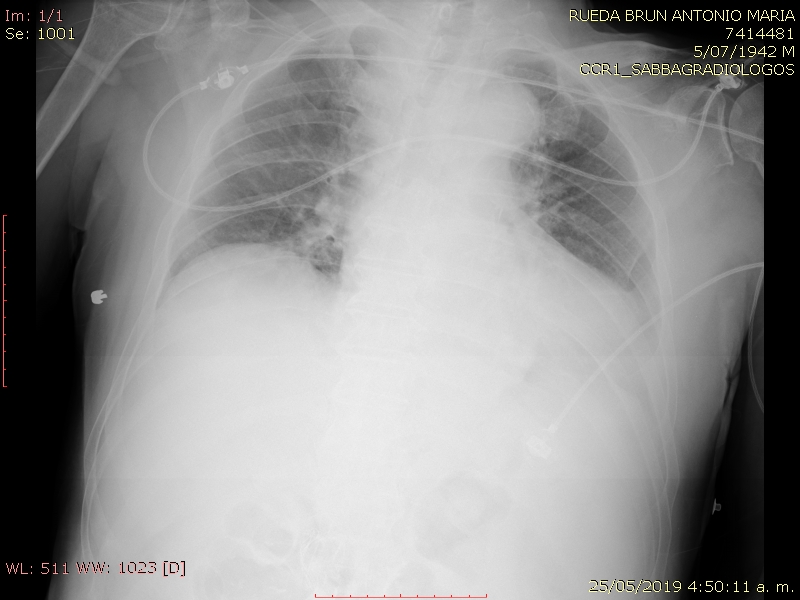 Im: 1/1
Se: 1001
RUEDA BRUN ANTONIO MARIA
7414481
5/07/1942 M
CCR1_SABBAGRADIOLOGOS
WL: 511 WW: 1023 [D]
25/05/2019 4:50:11 a. m.